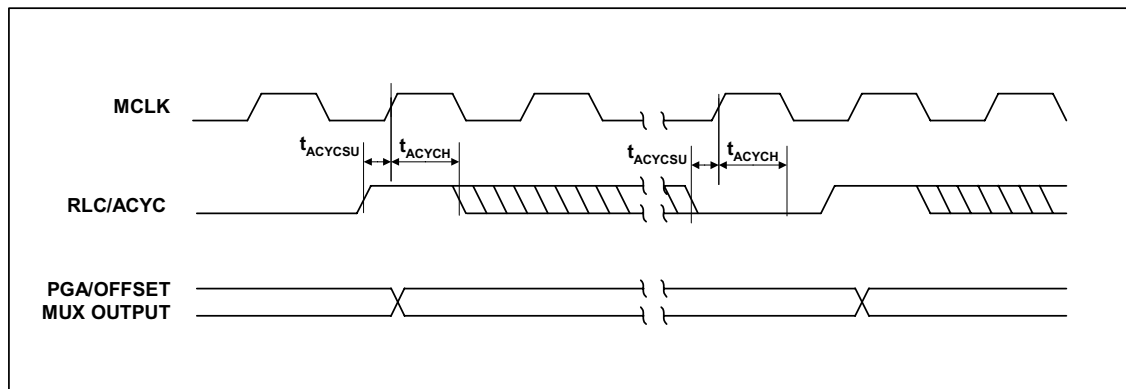 MCLK
tACYCSU tACYCH tACYCSU tACYCH
RLC/ACYC
PGA/OFFSET
MUX OUTPUT